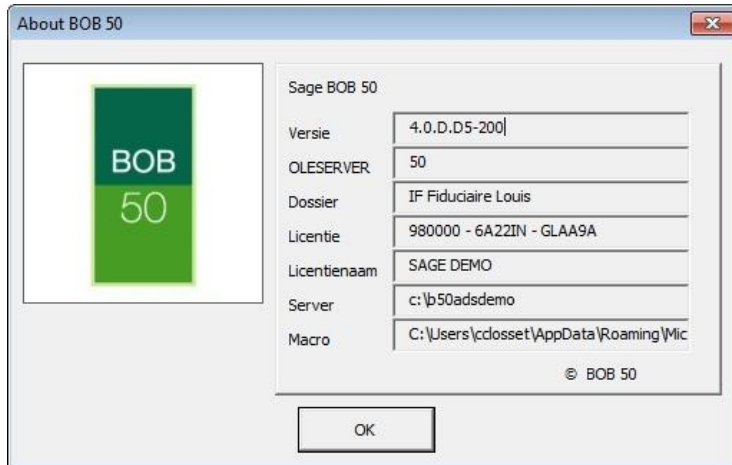 About BOB 50
BOB
50
Sage BOB 50
Versie 4.0.D.D5-200
OLESERVER 50
Dossier IF Fiduciaire Louis
Licentie 980000 - 6A22IN - GLAA9A
Licentienaam SAGE DEMO
Server c:\b50adsdemo
Macro C:\Users\cclosset\AppData\Roaming\Mic
© BOB 50
OK